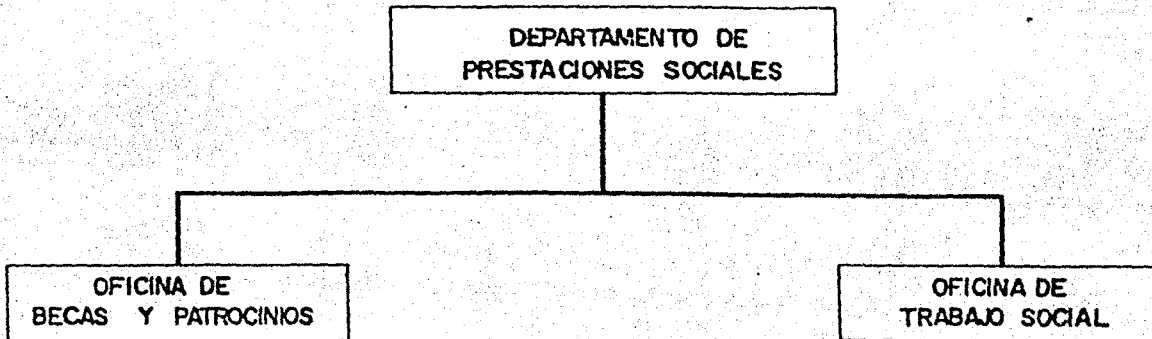 DEPARTAMENTO DE
PRESTACIONES SOCIALES
OFICINA DE
BECAS Y PATROCINIOS
OFICINA DE
TRABAJO SOCIAL